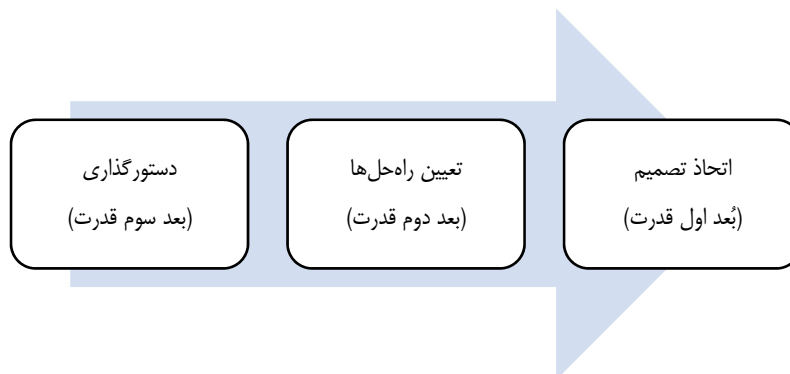 دستورگذاری
(بعد سوم قدرت)
تعیین راه‌حل‌ها
(بعد دوم قدرت)
اتحاذ تصمیم
(بُعد اول قدرت)